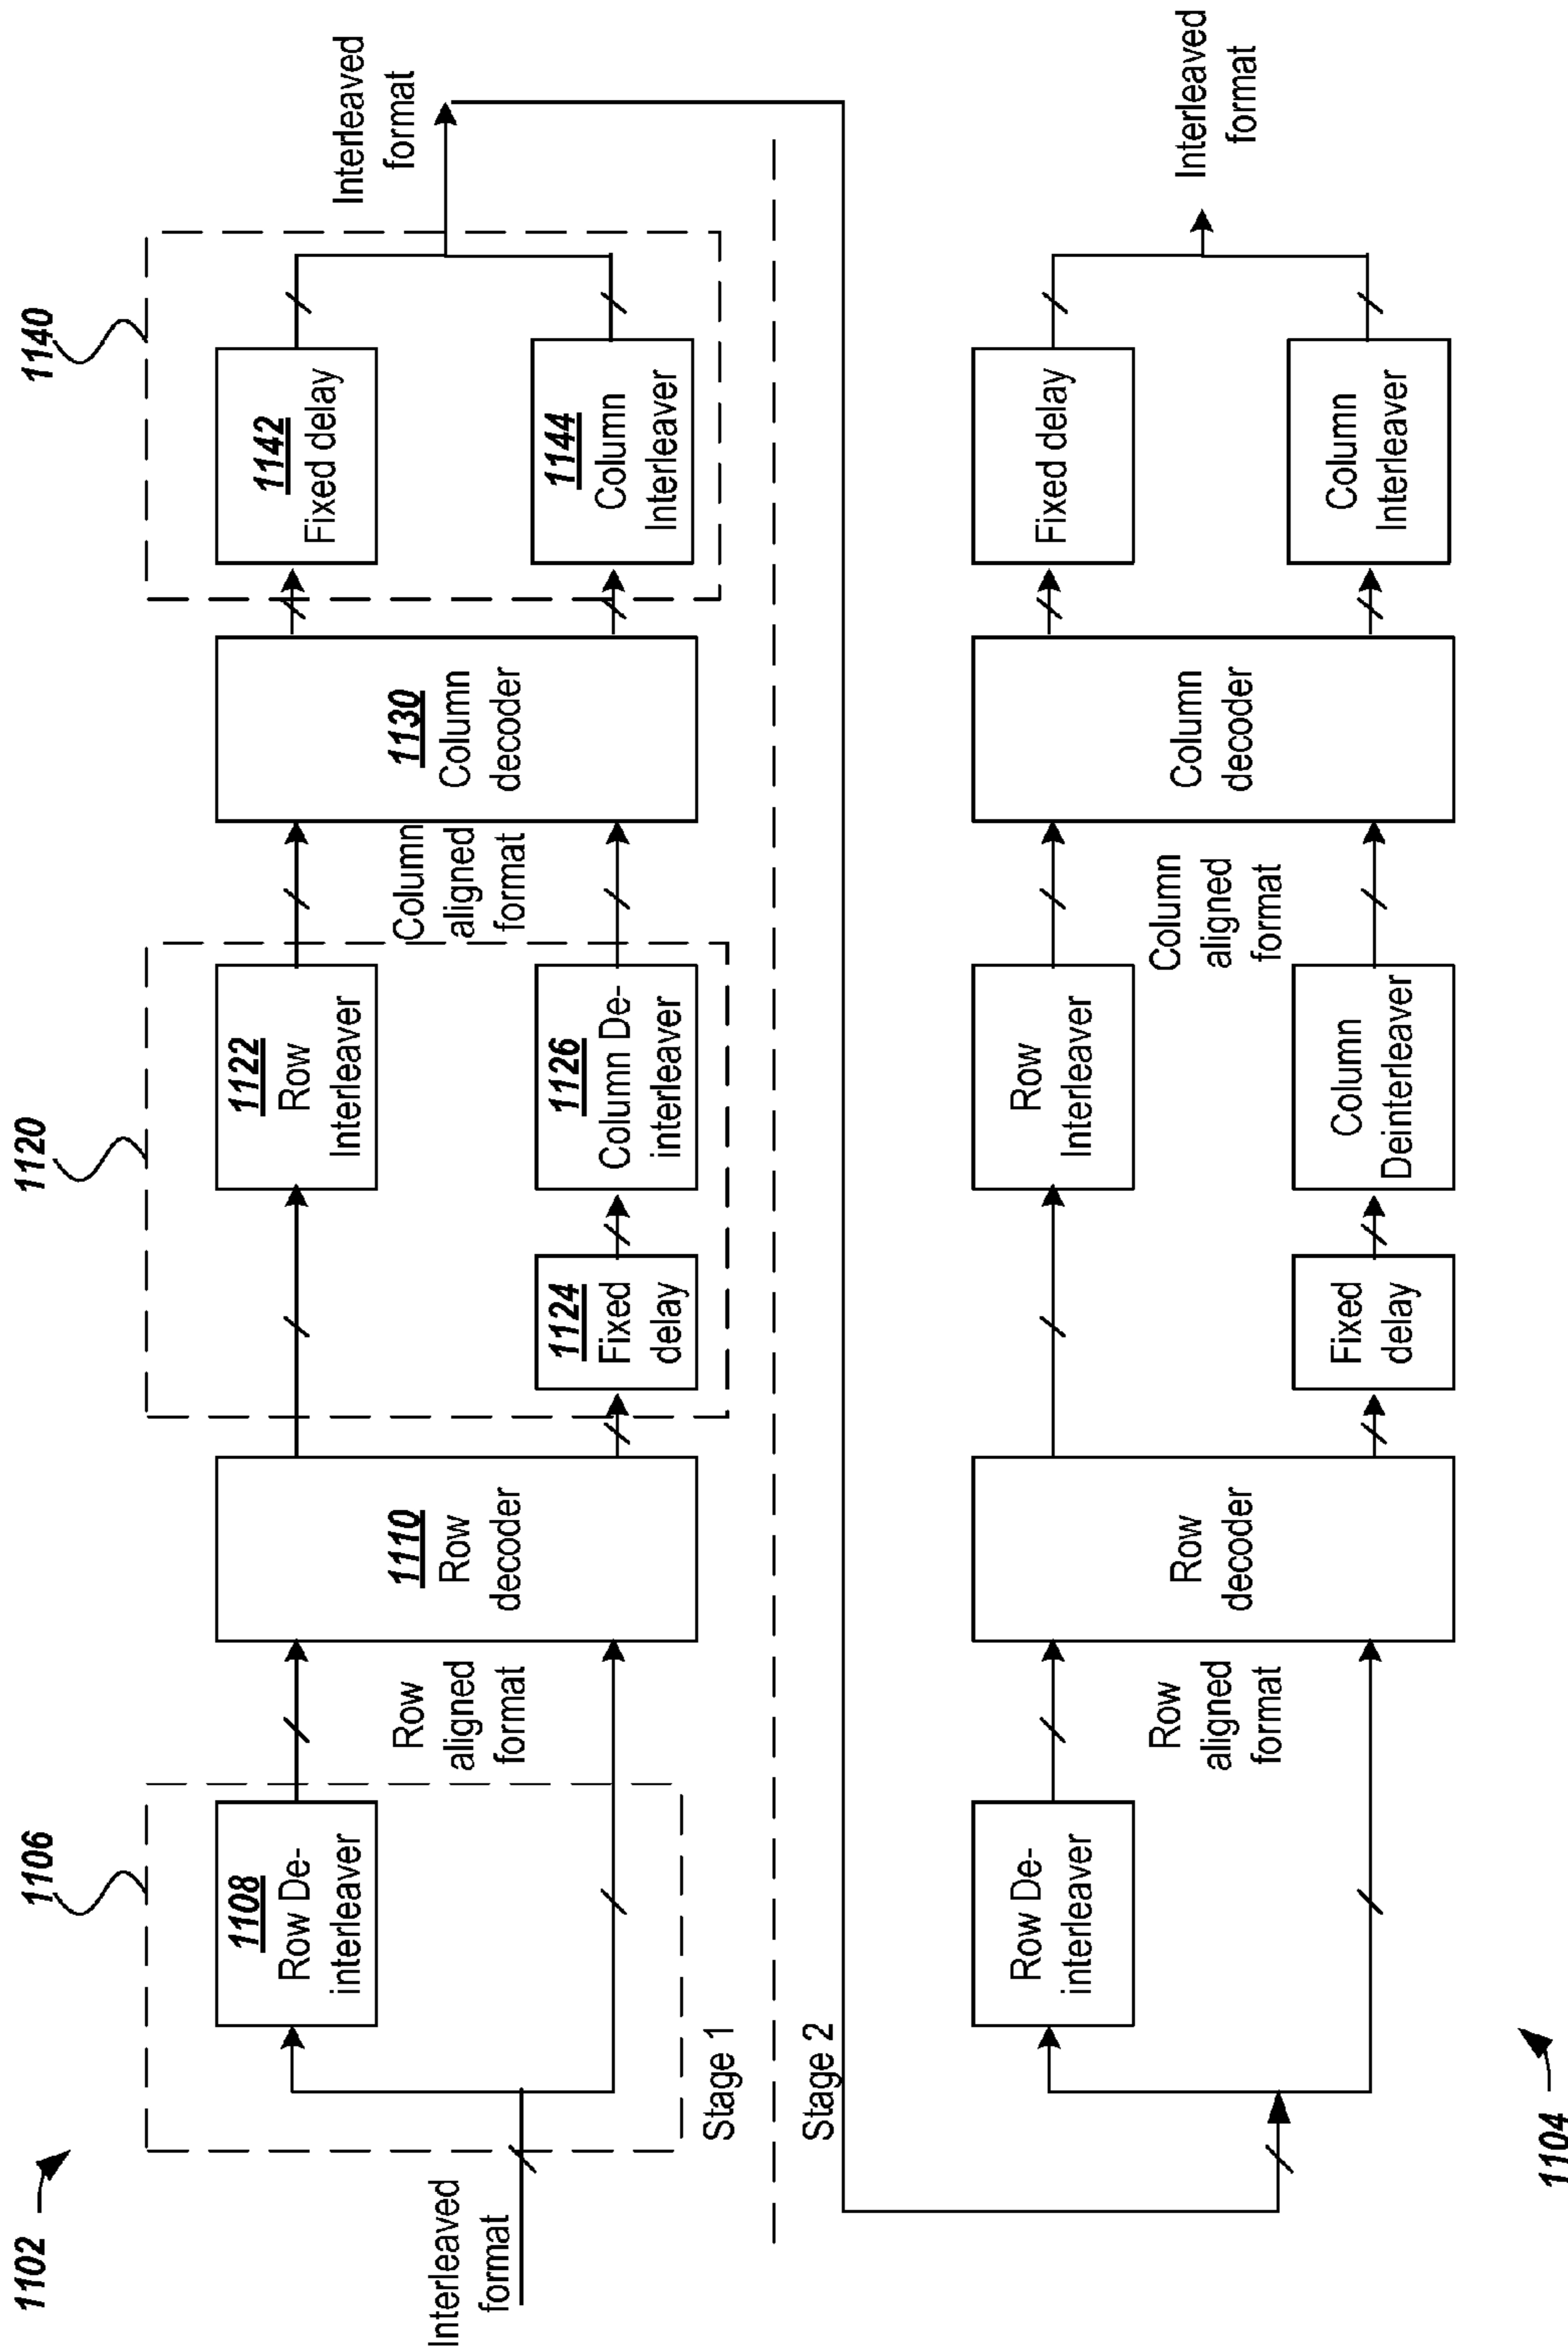 1102
1106
1120
1140
1108
Row De-
interleaver
Row
aligned
format
1110
Row
decoder
1122
Row
Interleaver
1124
Fixed
delay
1126
Column De-
interleaver
Column
aligned
format
1130
Column
decoder
1142
Fixed delay
1144
Column
Interleaver
Interleaved
format
Interleaved
format
Stage 1
Stage 2
Row De-
interleaver
Row
aligned
format
Row
decoder
Row
Interleaver
Fixed
delay
Column
Deinterleaver
Column
aligned
format
Column
decoder
Fixed delay
Column
Interleaver
Interleaved
format
1104